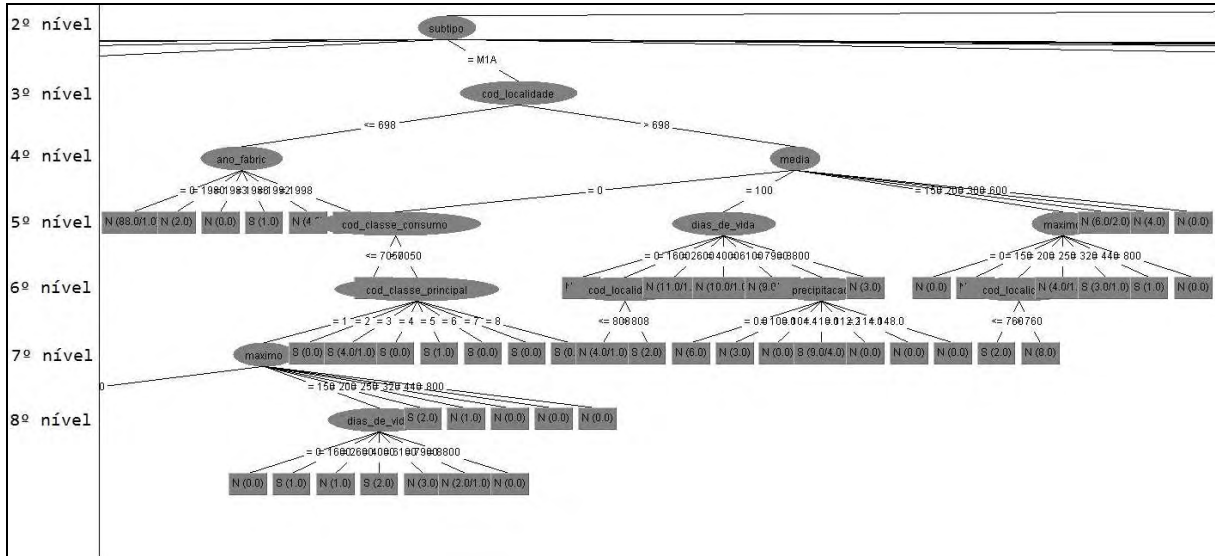 2º nível
subtipo
= M1A
3º nível
cod_localidade
<= 698
> 698
4º nível
ano_fabric
media
= 0
= 100
5º nível
N (88.0/1.0
N (2.0)
N (0.0)
S (1.0)
N (4.
cod_classe_consumo
dias_de_vida
maximo
N (6.0/2.0)
N (4.0)
N (0.0)
6º nível
cod_classe_principal
cod_localid
N (11.0/1.
N (10.0/1.0
N (9.0
precipitacao
N (3.0)
N (0.0)
cod_localid
N (4.0/1.
S (3.0/1.0)
S (1.0)
N (0.0)
= 1 = 2 = 3 = 4 = 5 = 6 = 7 = 8
7º nível
maximo
S (0.0)
S (4.0/1.0)
S (0.0)
S (1.0)
S (0.0)
S (0.0)
S (0.
N (4.0/1.0)
S (2.0)
N (6.0)
N (3.0)
N (0.0)
S (9.0/4.0)
N (0.0)
N (0.0)
N (0.0)
S (2.0)
N (8.0)
8º nível
dias_de_vid
S (2.0)
N (1.0)
N (0.0)
N (0.0)
N (0.0)
N (0.0)
S (1.0)
N (1.0)
S (2.0)
N (3.0)
N (2.0/1.0)
N (0.0)